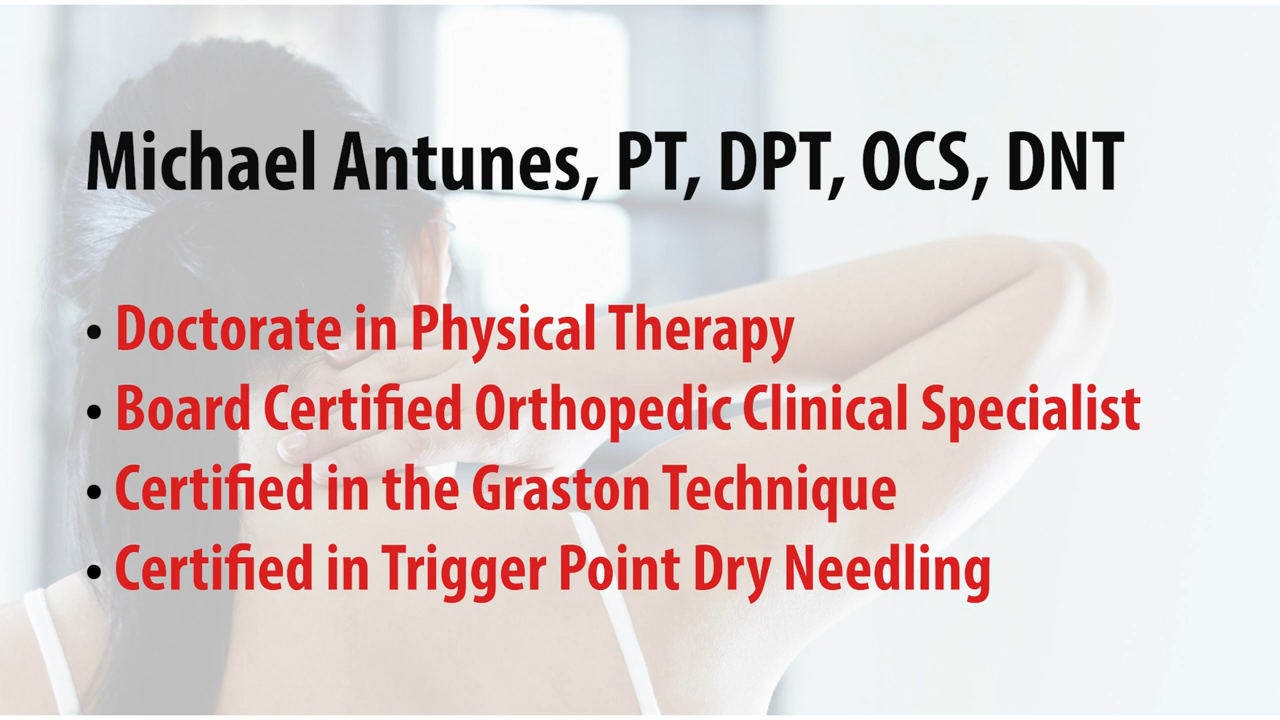 Michael Antunes, PT, DPT, OCS, DNT
• Doctorate in Physical Therapy
• Board Certified Orthopedic Clinical Specialist
• Certified in the Graston Technique
• Certified in Trigger Point Dry Needling